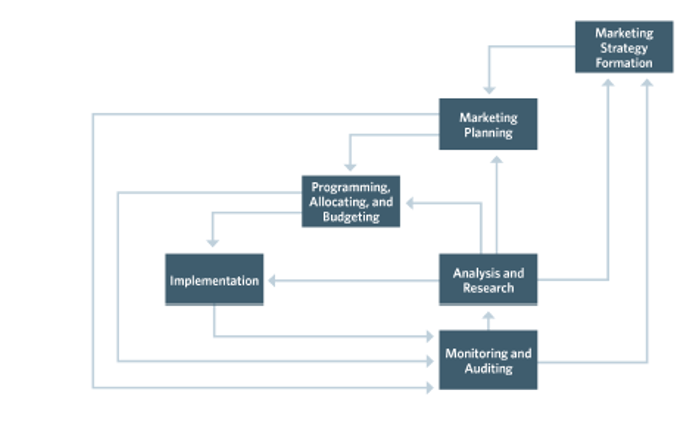 Marketing
Strategy
Formation
Marketing
Planning
Programming,
Allocating, and
Budgeting
Implementation
Analysis and
Research
Monitoring and
Auditing